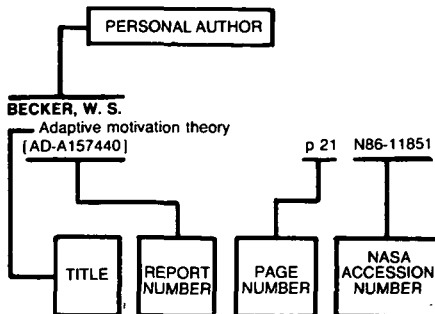 PERSONAL AUTHOR
BECKER, W. S.
Adaptive motivation theory
[AD-A157440] p 21 N86-11851
TITLE
REPORT
NUMBER
PAGE
NUMBER
NASA
ACCESSION
NUMBER